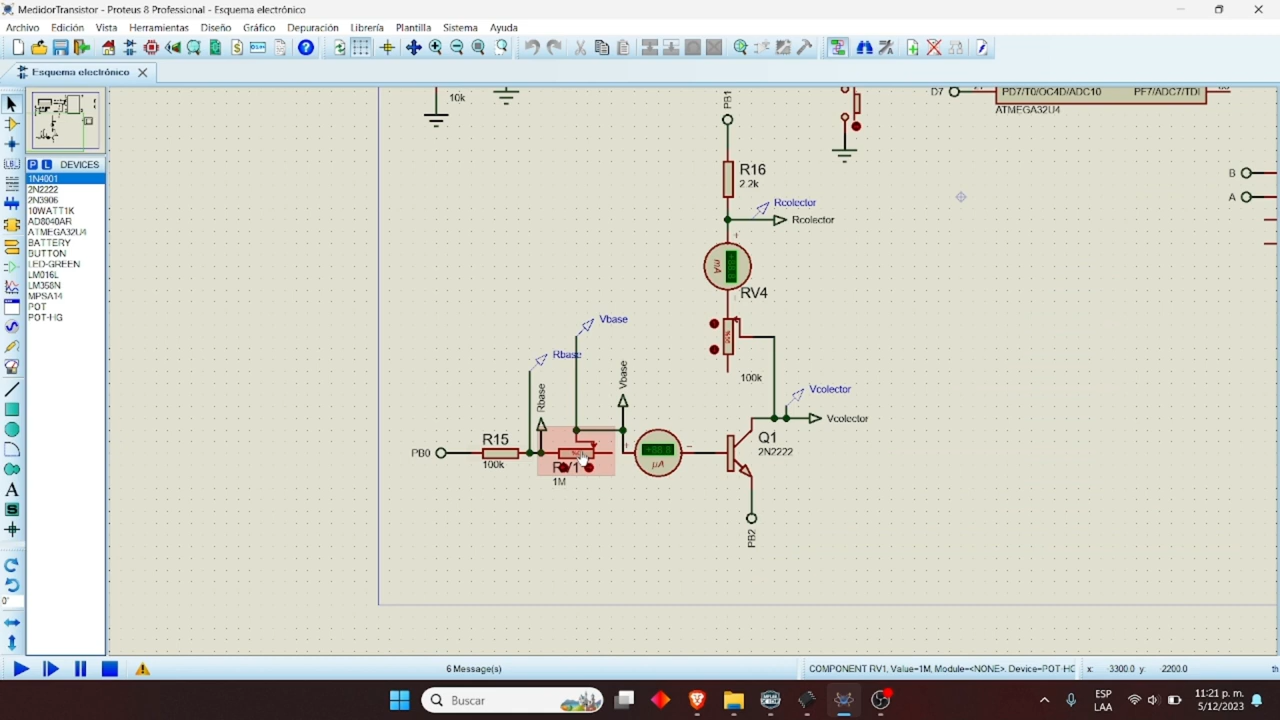 MedidorTransistor - Proteus 8 Professional - Esquema electrónico
Archivo Edición Vista Herramientas Diseño Gráfico Depuración Librería Plantilla Sistema Ayuda
Esquema electrónico
P L DEVICES
1N4001
2N2222
2N3906
10WATT1K
AD8040AR
ATMEGA32U4
BATTERY
BUTTON
LED-GREEN
LM016L
LM358N
MPSA14
POT
POT-HG
10k
PB1
D7
PD7/T0/OC4D/ADC10 PF7/ADC7/TDI
ATMEGA32U4
R16
2.2k
B
A
Rcolector
Rcolector
mA
RV4
100k
Vbase
Rbase
Vbase
Rbase
Vcolector
Vcolector
PB0
R15
100k
RV1
1M
µA
Q1
2N2222
PB2
6 Message(s)
COMPONENT RV1, Value=1M, Module=<NONE>, Device=POT-HG
x: -3300.0 y: -2200.0 th
Buscar
ESP
LAA
11:21 p. m.
5/12/2023